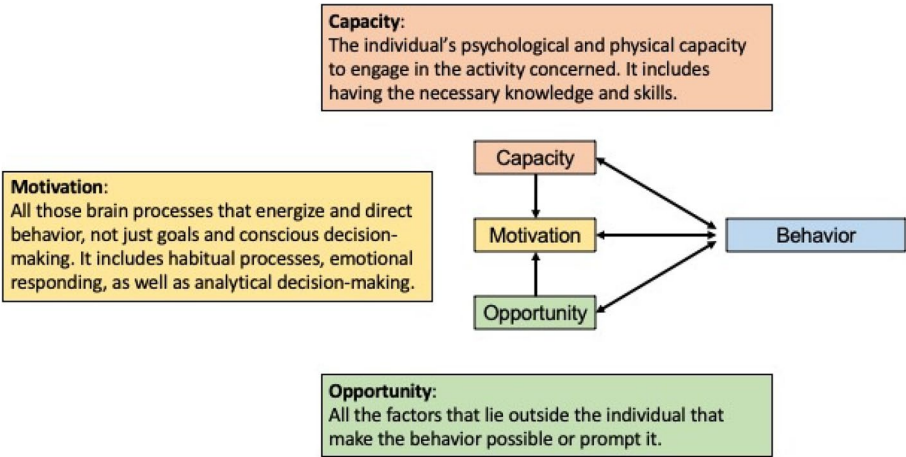 Capacity:
The individual's psychological and physical capacity
to engage in the activity concerned. It includes
having the necessary knowledge and skills.
Capacity
Motivation:
All those brain processes that energize and direct
behavior, not just goals and conscious decision-
making. It includes habitual processes, emotional
responding, as well as analytical decision-making.
Motivation
Behavior
Opportunity
Opportunity:
All the factors that lie outside the individual that
make the behavior possible or prompt it.